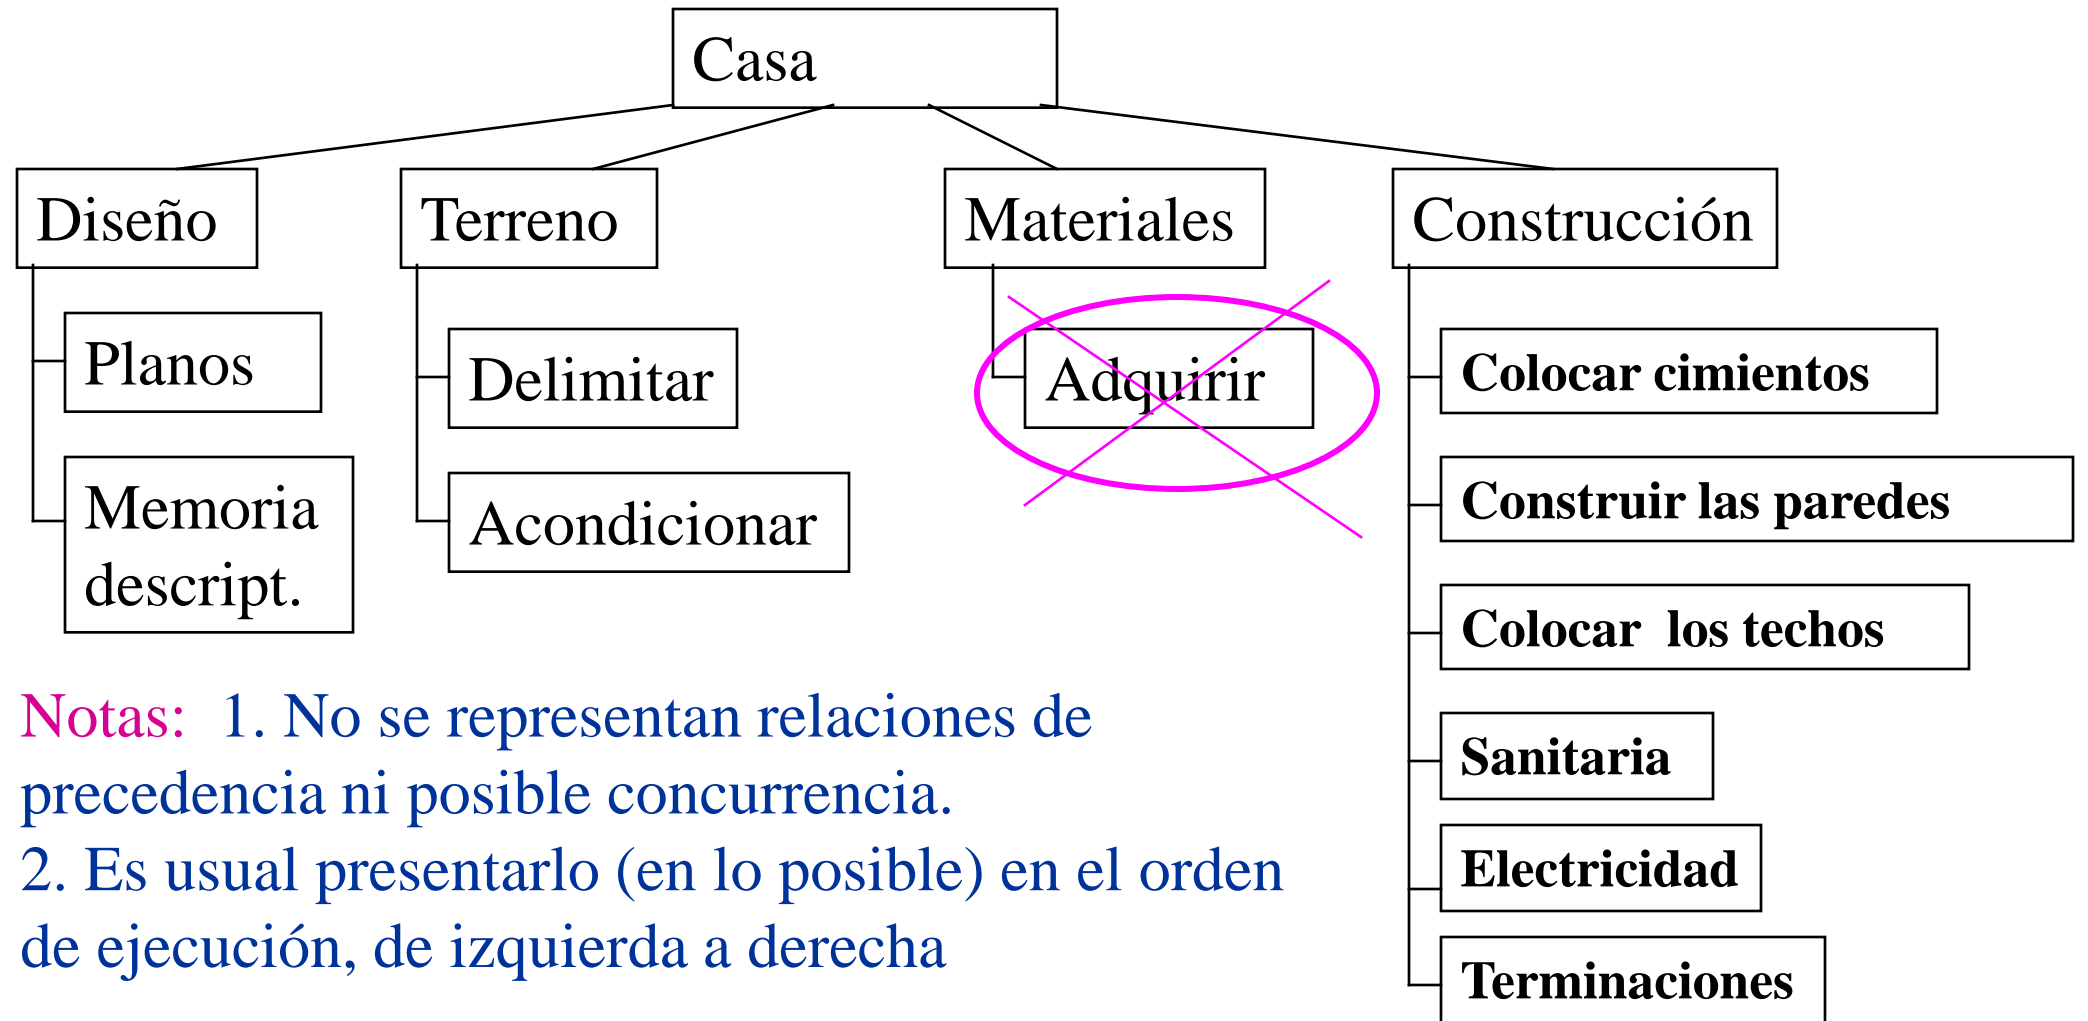 Casa
Diseño
Terreno
Materiales
Construcción
Planos
Memoria
descript.
Delimitar
Acondicionar
Adquirir
Colocar cimientos
Construir las paredes
Colocar  los techos
Sanitaria
Electricidad
Terminaciones
Notas:  1. No se representan relaciones de
precedencia ni posible concurrencia.
2. Es usual presentarlo (en lo posible) en el orden
de ejecución, de izquierda a derecha